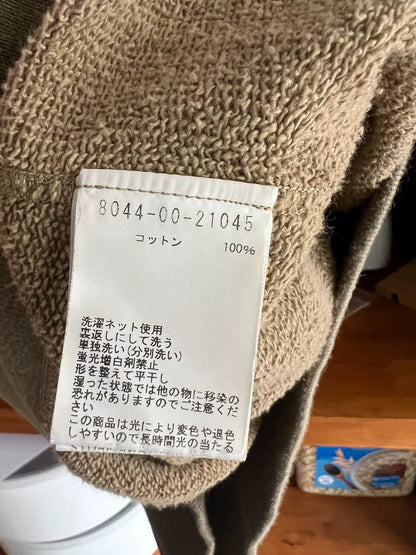 8044-00-21045
コットン
100%
洗濯ネット使用
裏返しにして洗う
単独洗い(分別洗い)
蛍光増白剤禁止
形を整えて平干し
湿った状態では他の物に移染の
恐れがありますのでご注意くだ
さい
この商品は光により変色や退色
しやすいので長時間光の当たる